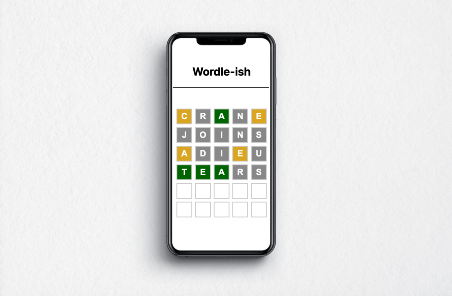 Wordle-ish
C R A N E
J O I N S
A D I E U
T E A R S